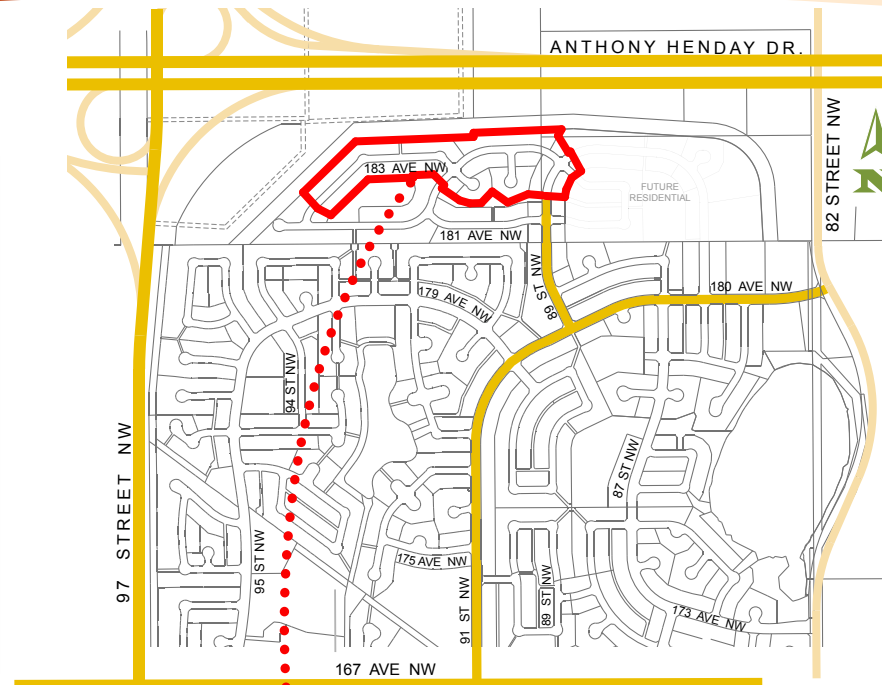 ANTHONY HENDAY DR.
82 STREET NW
N
183 AVE NW
FUTURE
RESIDENTIAL
181 AVE NW
89 ST NW
180 AVE NW
179 AVE NW
94 ST NW
97 STREET NW
87 ST NW
95 ST NW
175 AVE NW
91 ST NW
89 ST NW
173 AVE NW
167 AVE NW